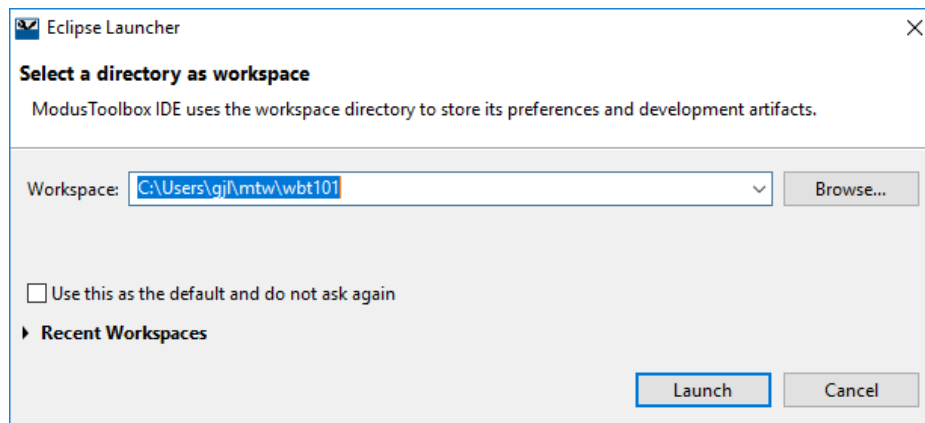 Eclipse Launcher
Select a directory as workspace
ModusToolbox IDE uses the workspace directory to store its preferences and development artifacts.
Workspace: C:\Users\gjl\mtw\wbt101 Browse...
Use this as the default and do not ask again
Recent Workspaces
Launch Cancel